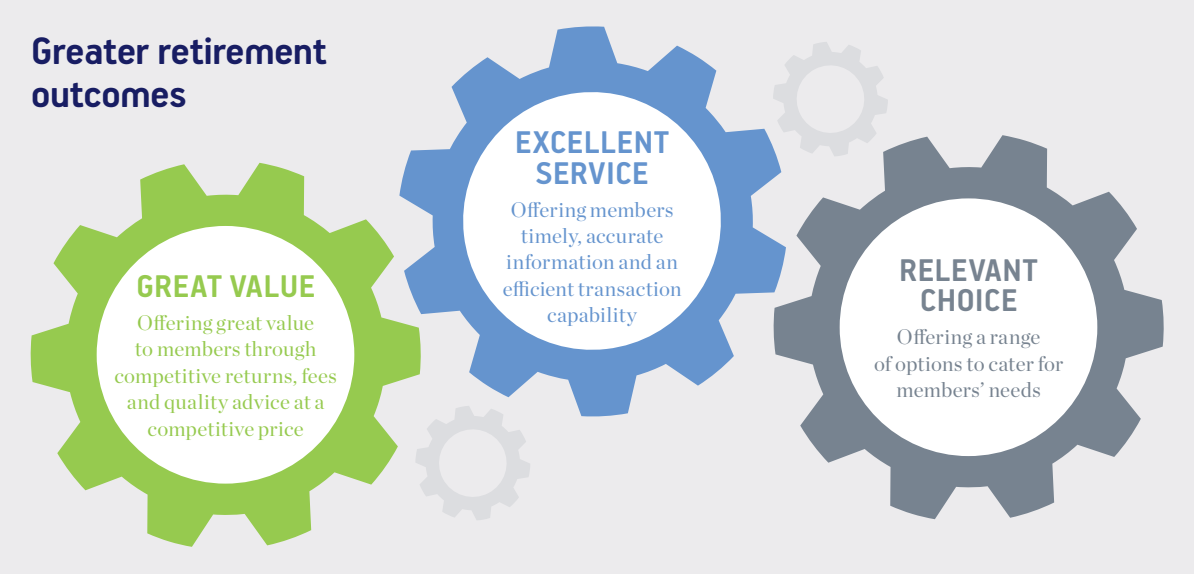 Greater retirement
outcomes
GREAT VALUE
Offering great value
to members through
competitive returns, fees
and quality advice at a
competitive price
EXCELLENT
SERVICE
Offering members
timely, accurate
information and an
efficient transaction
capability
RELEVANT
CHOICE
Offering a range
of options to cater for
members’ needs